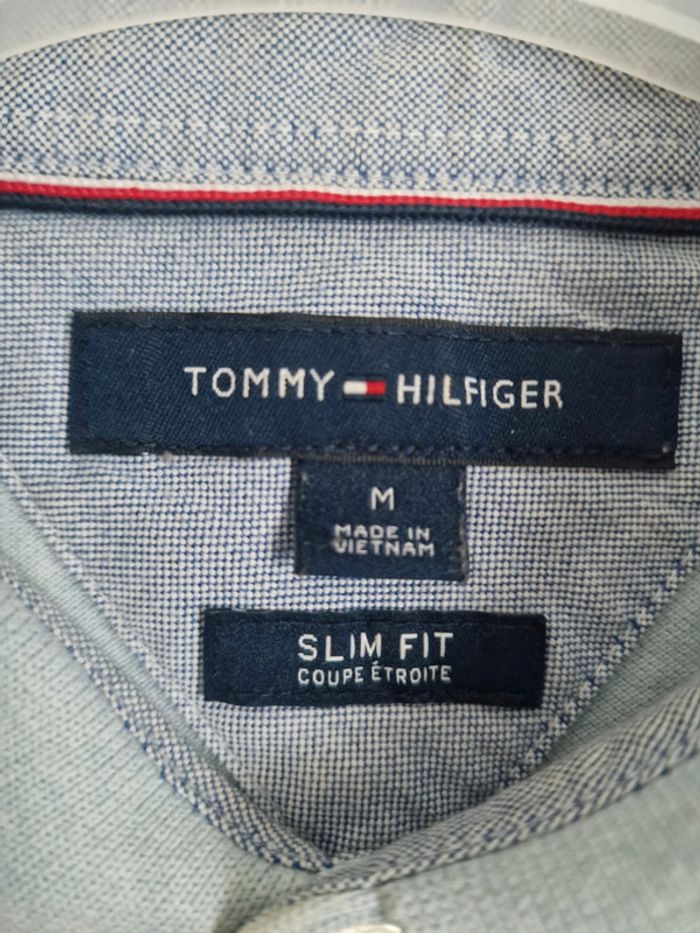 TOMMY HILFIGER
M
MADE IN
VIETNAM
SLIM FIT
COUPE ÉTROITE